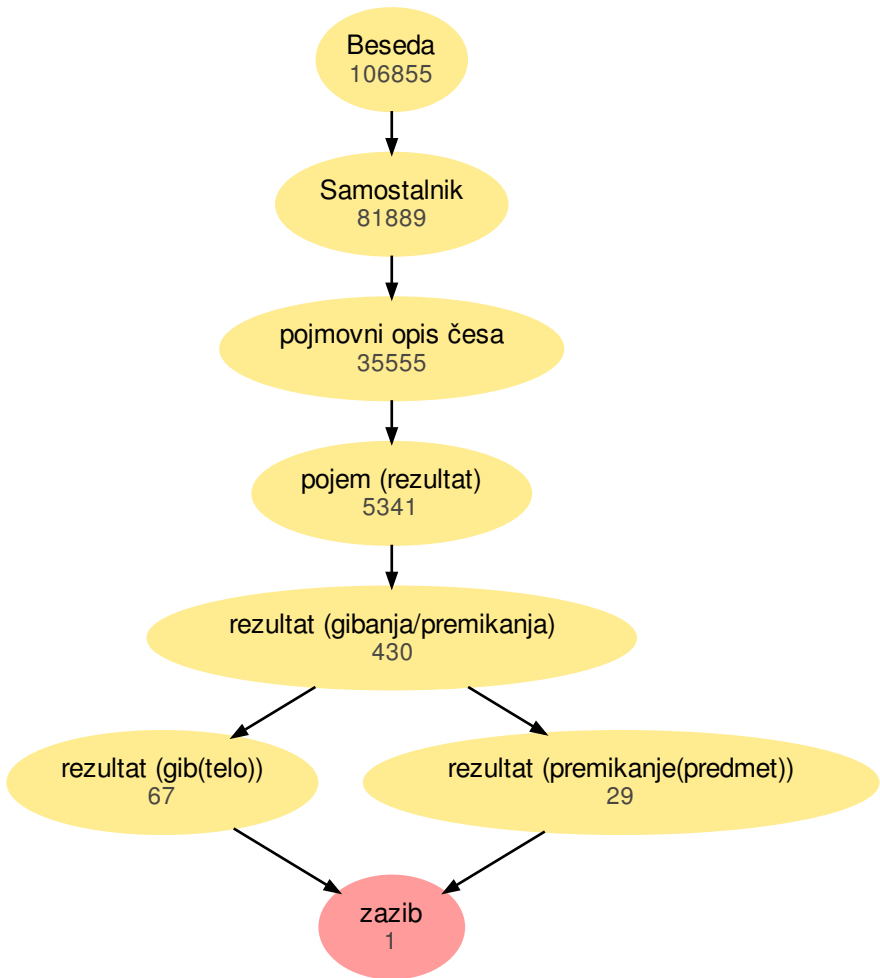 Beseda
106855
Samostalnik
81889
pojmovni opis česa
35555
pojem (rezultat)
5341
rezultat (gibanja/premikanja)
430
rezultat (gib(telo))
67
rezultat (premikanje(predmet))
29
zazib
1